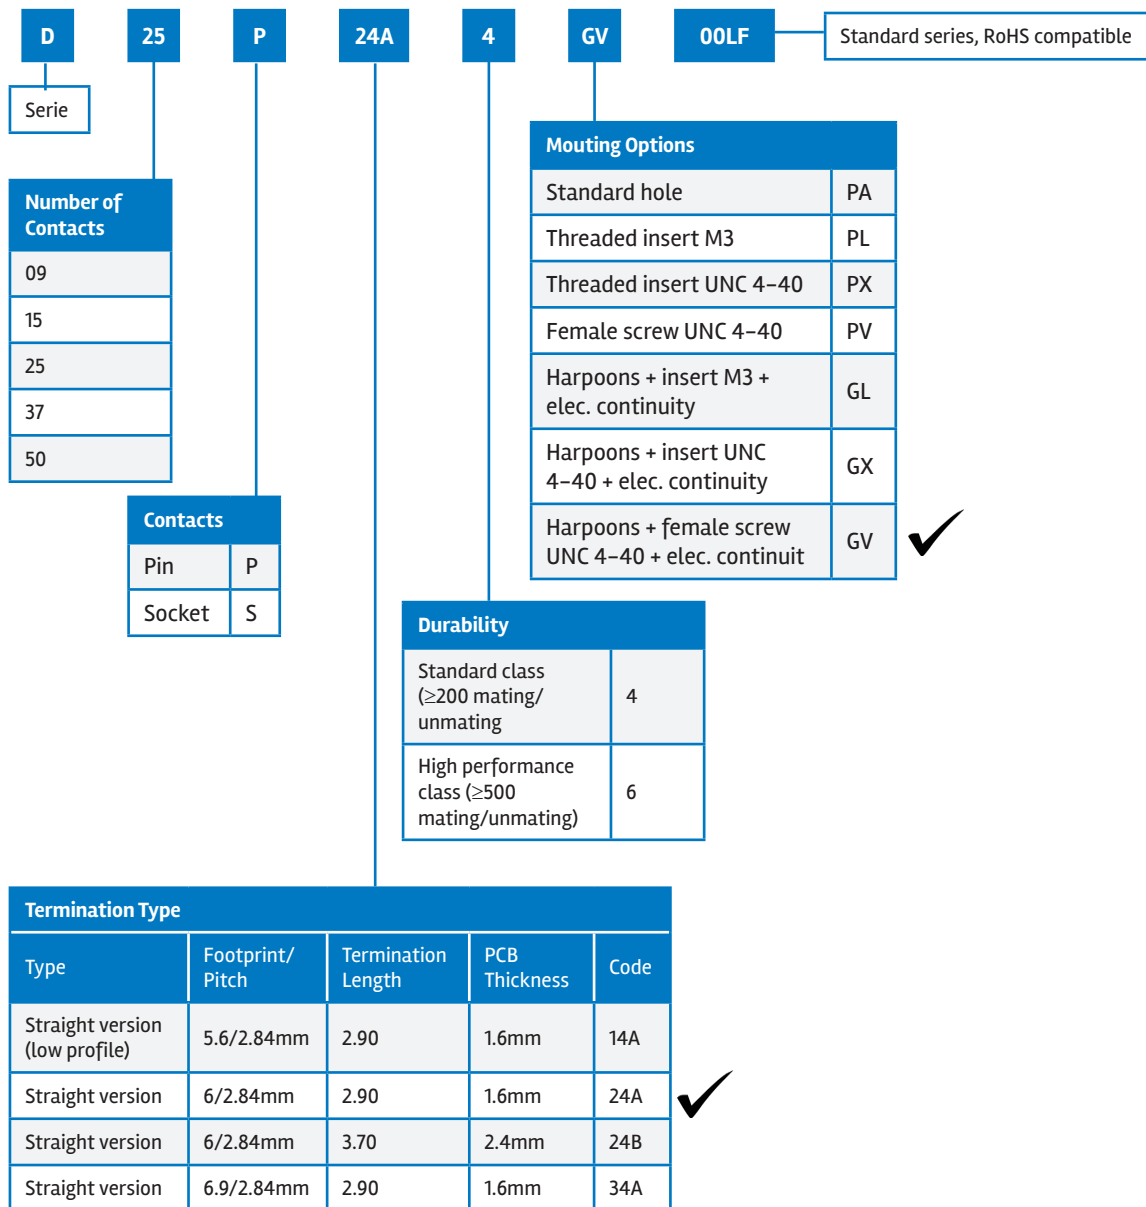 D 25 P 24A 4 GV 00LF Standard series, RoHS compatible
Serie
Number of
Contacts
09
15
25
37
50
Contacts
Pin P
Socket S
Mouting Options
Standard hole PA
Threaded insert M3 PL
Threaded insert UNC 4–40 PX
Female screw UNC 4–40 PV
Harpoons + insert M3 +
elec. continuity GL
Harpoons + insert UNC
4–40 + elec. continuity GX
Harpoons + female screw
UNC 4–40 + elec. continuit GV
Durability
Standard class
(≥200 mating/
unmating 4
High performance
class (≥500
mating/unmating) 6
Termination Type
Type Footprint/
Pitch Termination
Length PCB
Thickness Code
Straight version
(low profile) 5.6/2.84mm 2.90 1.6mm 14A
Straight version 6/2.84mm 2.90 1.6mm 24A
Straight version 6/2.84mm 3.70 2.4mm 24B
Straight version 6.9/2.84mm 2.90 1.6mm 34A